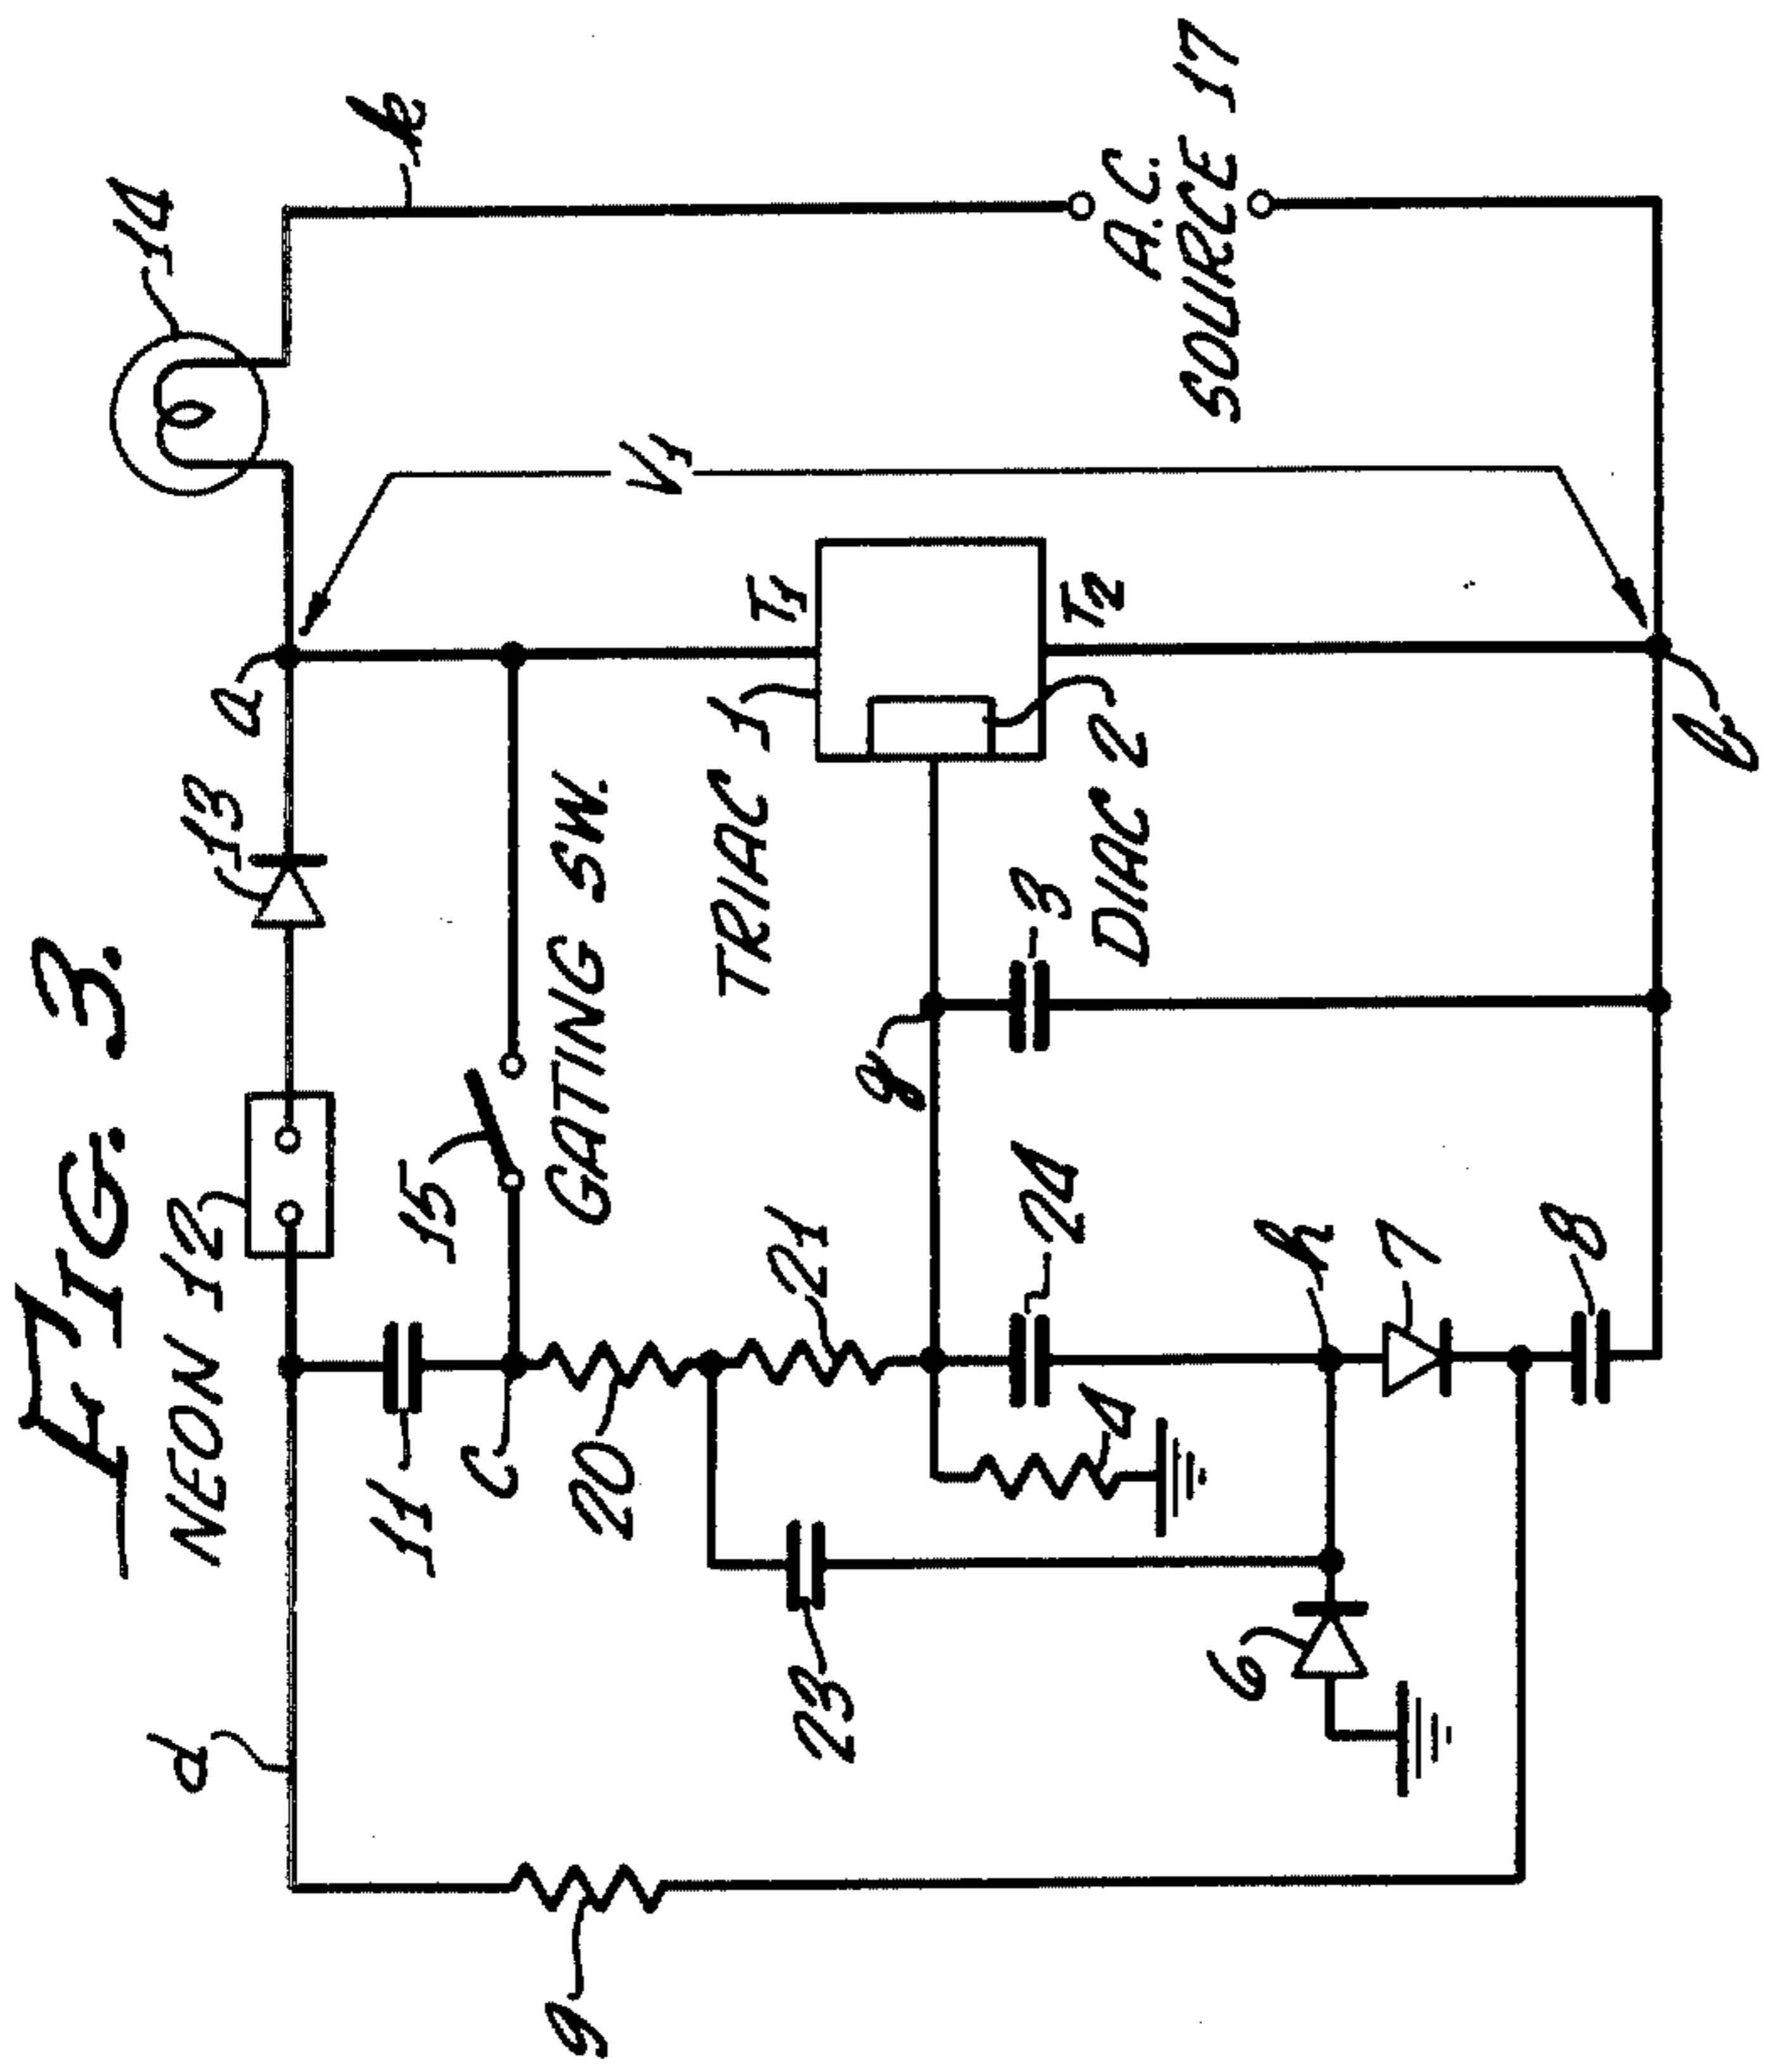 FIG. 3.
NEON 12
13
a
14
k
d
11
15
GATING SW.
C
20
21
TRIAC 1
T1
V1
A.C.
SOURCE 17
9
23
4
24
g
3
DIAC 2
T2
6
h
7
8
b